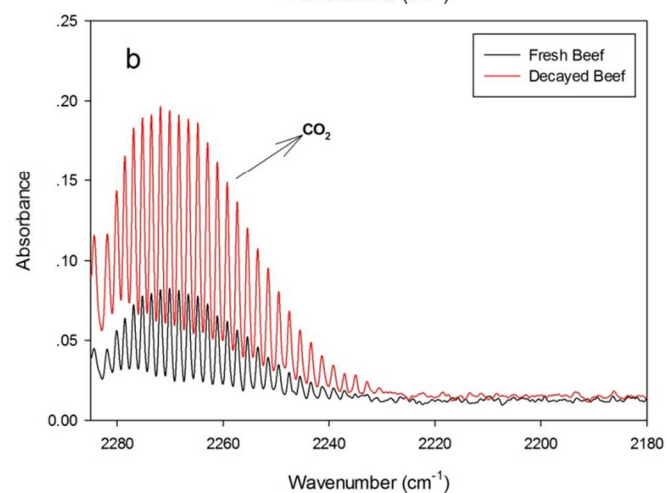 .25
b
Fresh Beef
Decayed Beef
.20
CO2
.15
Absorbance
.10
.05
0.00
2280 2260 2240 2220 2200 2180
Wavenumber (cm-1)